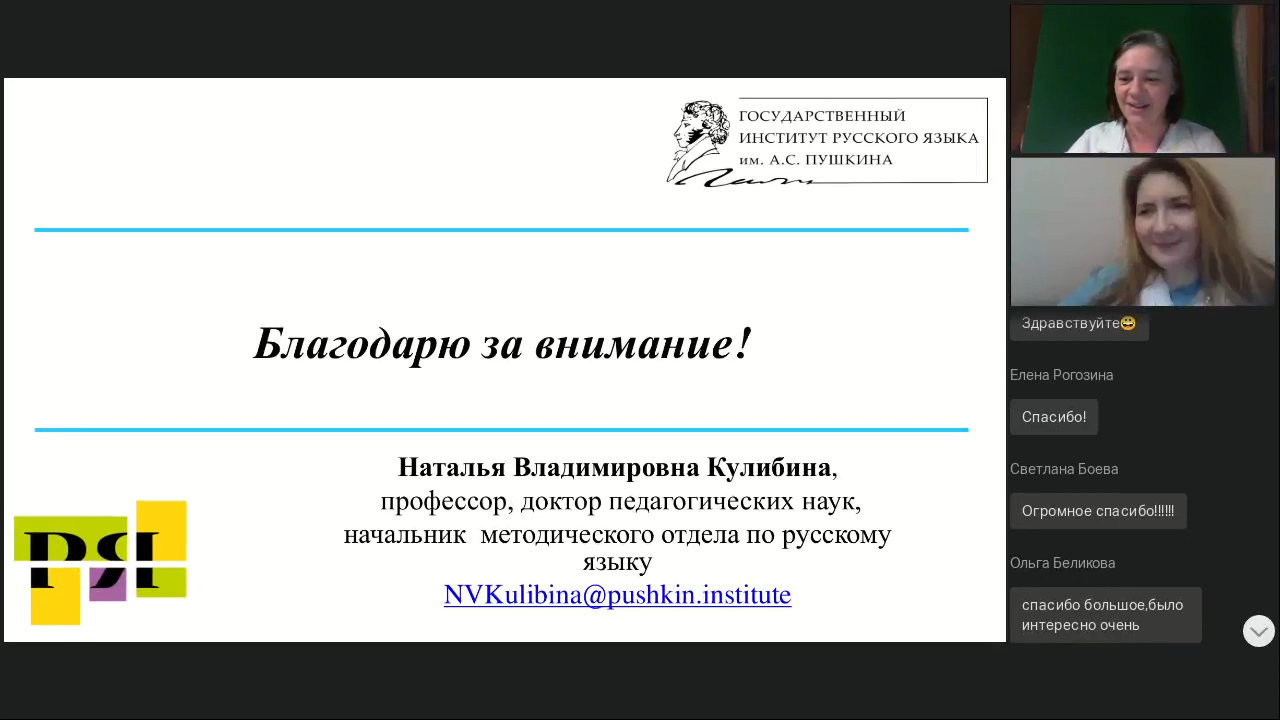 ГОСУДАРСТВЕННЫЙ
ИНСТИТУТ РУССКОГО ЯЗЫКА
им. А.С. ПУШКИНА
Благодарю за внимание!
Наталья Владимировна Кулибина,
профессор, доктор педагогических наук,
начальник методического отдела по русскому
языку
NVKulibina@pushkin.institute
РЯ
Здравствуйте😀
Елена Рогозина
Спасибо!
Светлана Боева
Огромное спасибо!!!!!!
Ольга Беликова
спасибо большое,было
интересно очень